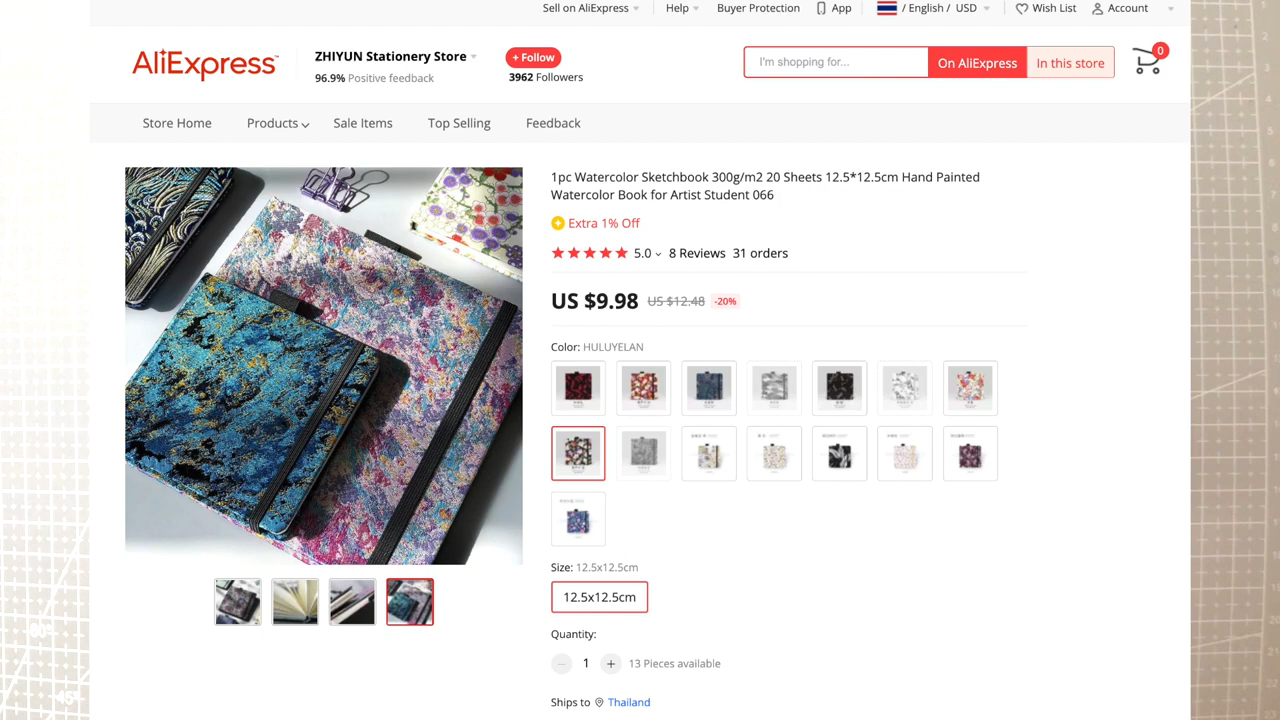 Sell on AliExpress
Help
Buyer Protection
App
/ English / USD
Wish List
Account
AliExpress™
ZHIYUN Stationery Store
96.9% Positive feedback
+ Follow
3962 Followers
I'm shopping for...
On AliExpress
In this store
0
Store Home
Products
Sale Items
Top Selling
Feedback
1pc Watercolor Sketchbook 300g/m2 20 Sheets 12.5*12.5cm Hand Painted
Watercolor Book for Artist Student 066
Extra 1% Off
5.0
8 Reviews
31 orders
US $9.98
US $12.48
-20%
Color: HULUYELAN
Size: 12.5x12.5cm
12.5x12.5cm
Quantity:
1
13 Pieces available
Ships to
Thailand